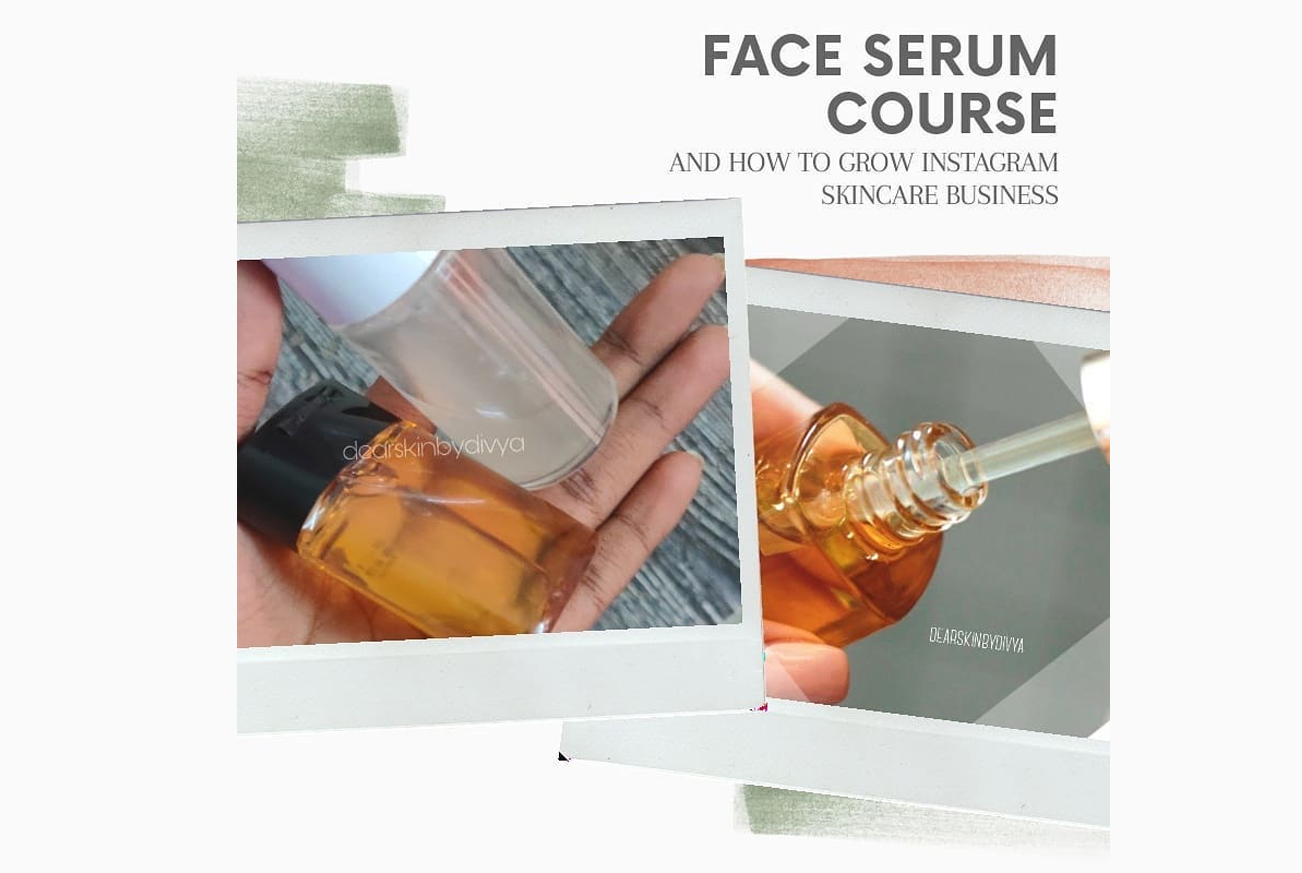 FACE SERUM
COURSE
AND HOW TO GROW INSTAGRAM
SKINCARE BUSINESS
dearskinbydivya
DEARSKINBYDIVYA